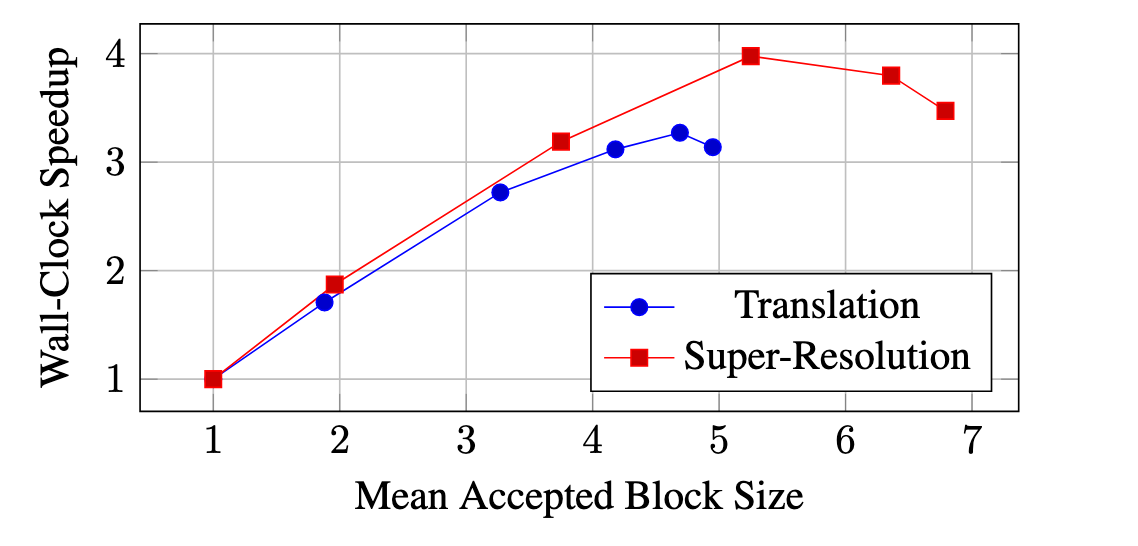 Wall-Clock Speedup
4
3
2
1
Translation
Super-Resolution
1 2 3 4 5 6 7
Mean Accepted Block Size